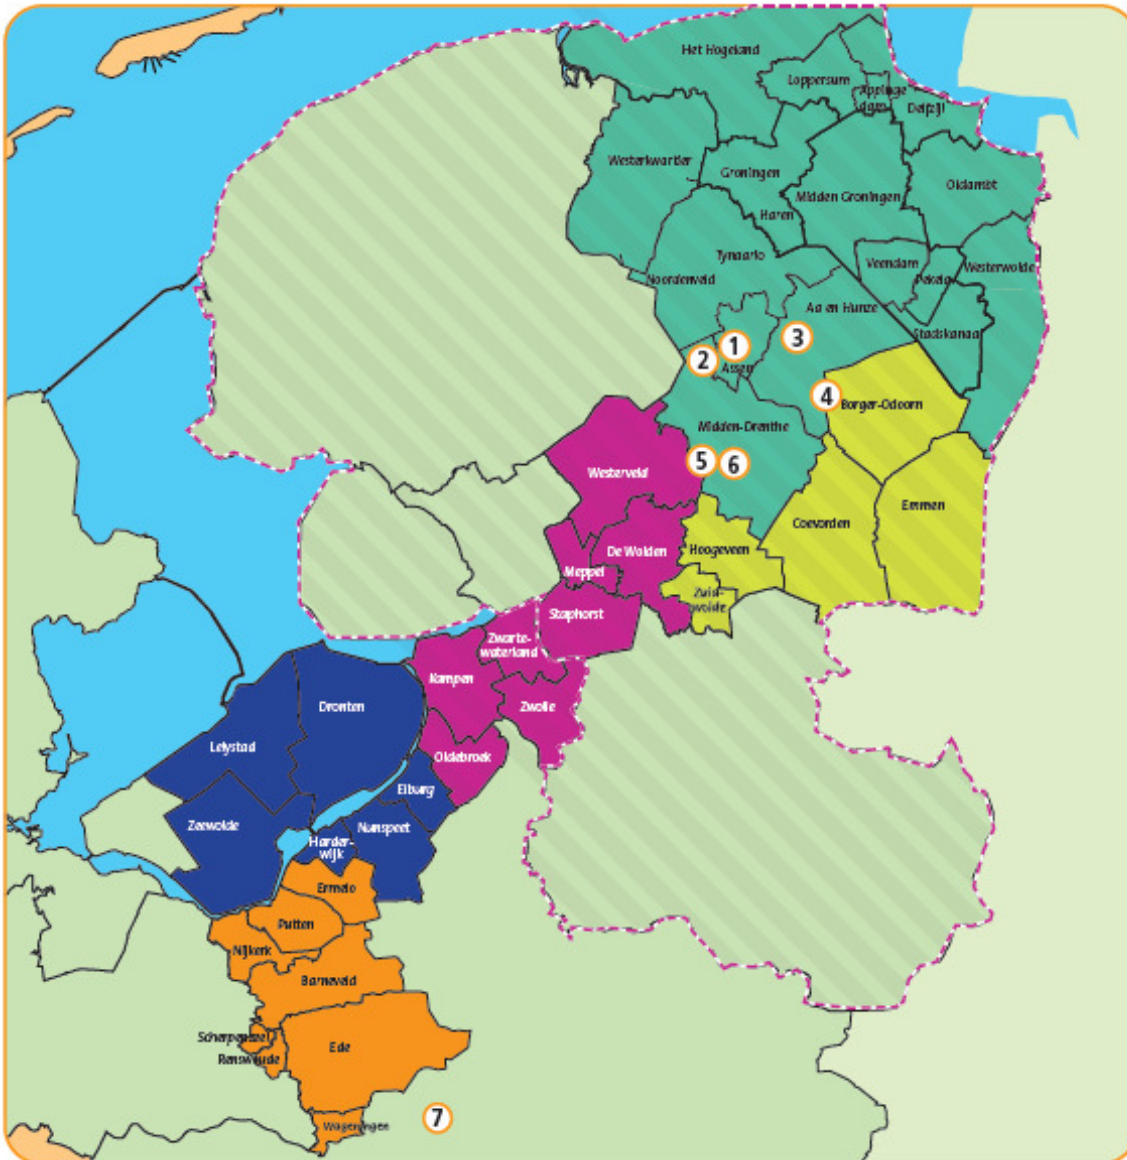 Het Hogeland
Loppersum
Appinge
dam
Delfzijl
Westerkwartier
Groningen
Oldambt
Midden Groningen
Haren
Tynaarlo
Veendam
Pekela
Westerwolde
Noordenveld
Aa en Hunze
Stadskanaal
1
3
2
Assen
4
Borger-Odoorn
Midden-Drenthe
5
6
Westerveld
Emmen
Coevorden
De Wolden
Hoogeveen
Meppel
Zuid-
wolde
Staphorst
Zwarte-
waterland
Kampen
Zwolle
Dronten
Lelystad
Oldebroek
Elburg
Zeewolde
Nunspeet
Harder-
wijk
Ermelo
Putten
Nijkerk
Barneveld
Scherpenzeel
Ede
Renswoude
7
Wageningen